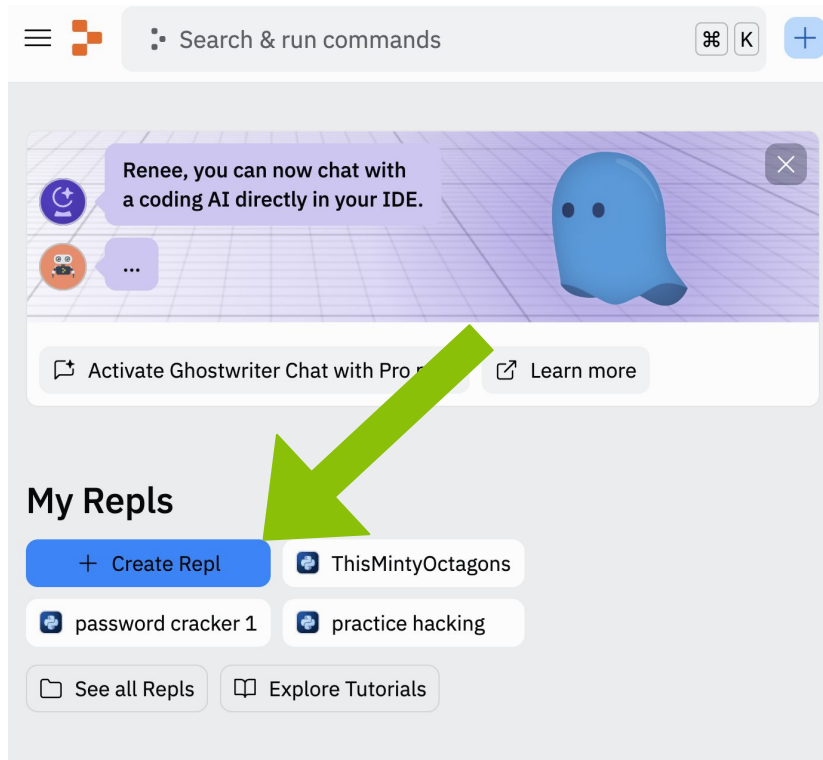 Search & run commands
⌘ K
Renee, you can now chat with
a coding AI directly in your IDE.
...
Activate Ghostwriter Chat with Pro
Learn more
My Repls
+ Create Repl
ThisMintyOctagons
password cracker 1
practice hacking
See all Repls
Explore Tutorials